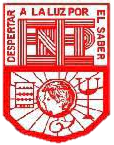 DESPERTAR A LA LUZ POR EL SABER
ENP